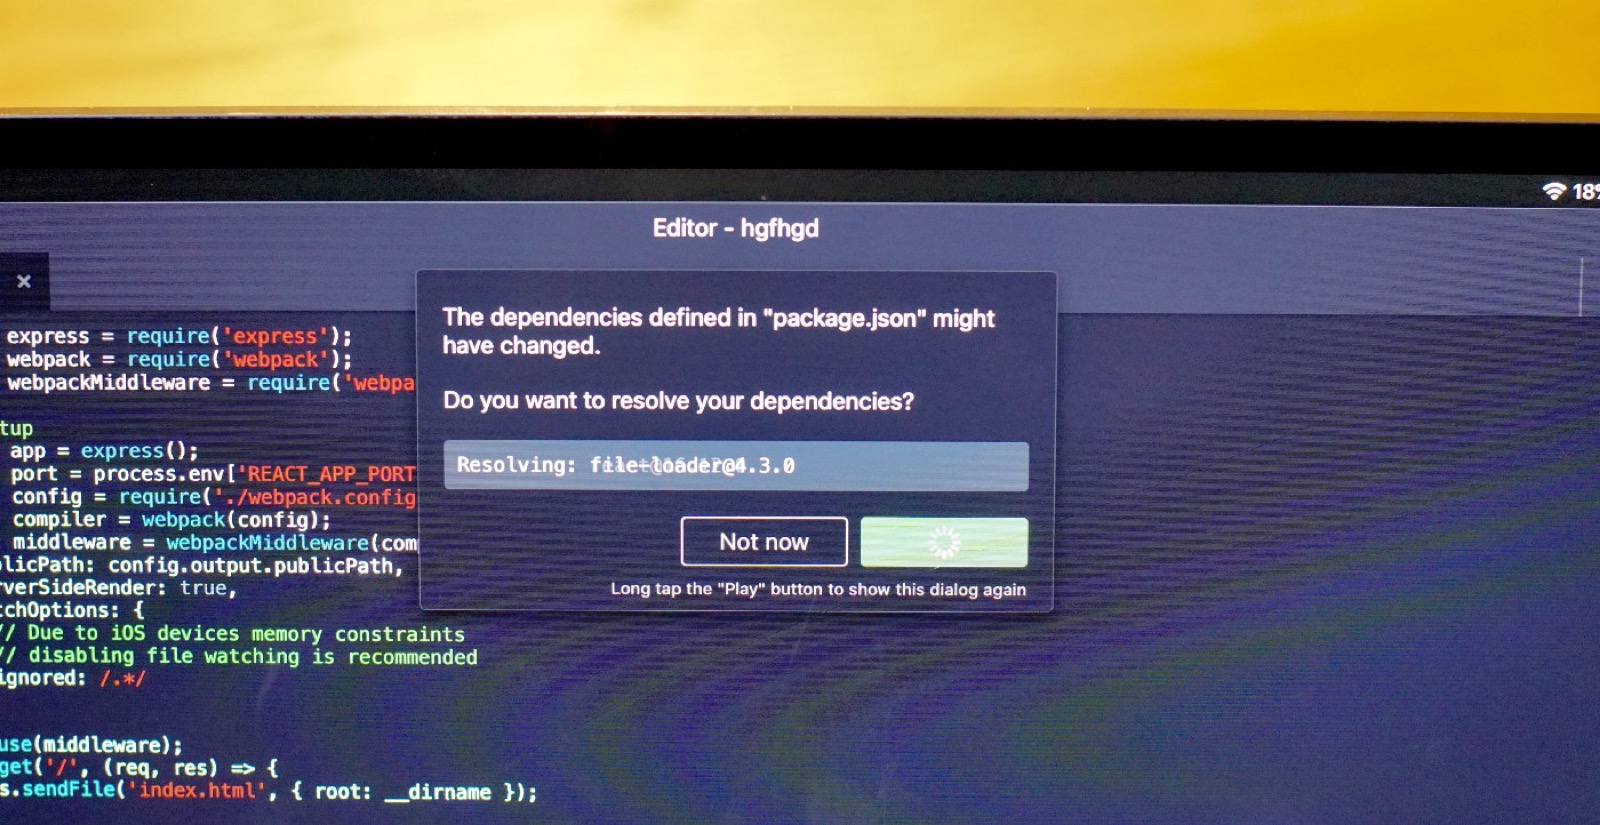 18%
Editor - hgfhgd
×
express = require('express');
webpack = require('webpack');
webpackMiddleware = require('webpa
tup
app = express();
port = process.env['REACT_APP_PORT
config = require('./webpack.config
compiler = webpack(config);
middleware = webpackMiddleware(com
licPath: config.output.publicPath,
rverSideRender: true,
tchOptions: {
// Due to iOS devices memory constraints
// disabling file watching is recommended
ignored: /.*/
use(middleware);
get('/', (req, res) => {
s.sendFile('index.html', { root: __dirname });
The dependencies defined in "package.json" might
have changed.
Do you want to resolve your dependencies?
Resolving: file-loader@4.3.0
Not now
Long tap the "Play" button to show this dialog again